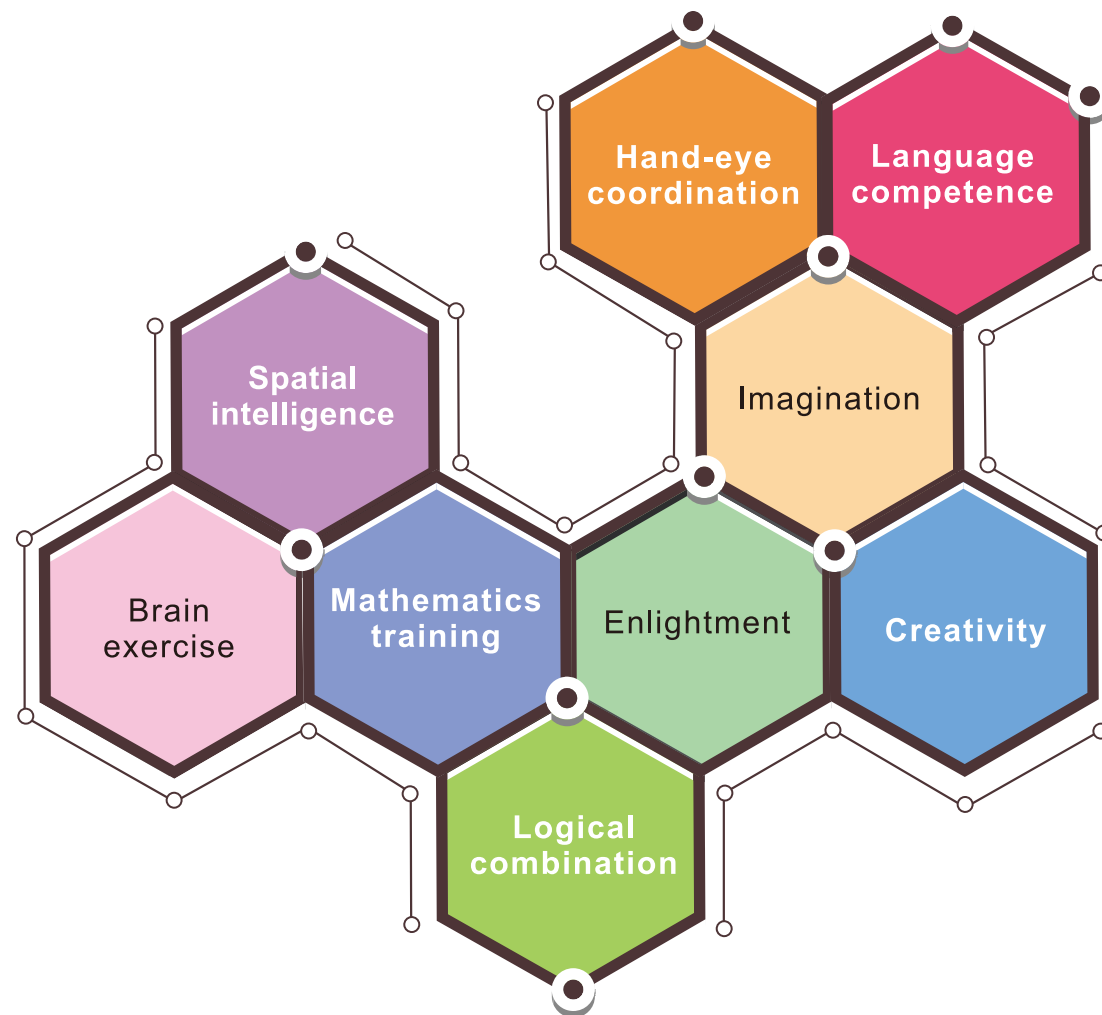 Hand-eye
coordination
Language
competence
Spatial
intelligence
Imagination
Brain
exercise
Mathematics
training
Enlightment
Creativity
Logical
combination